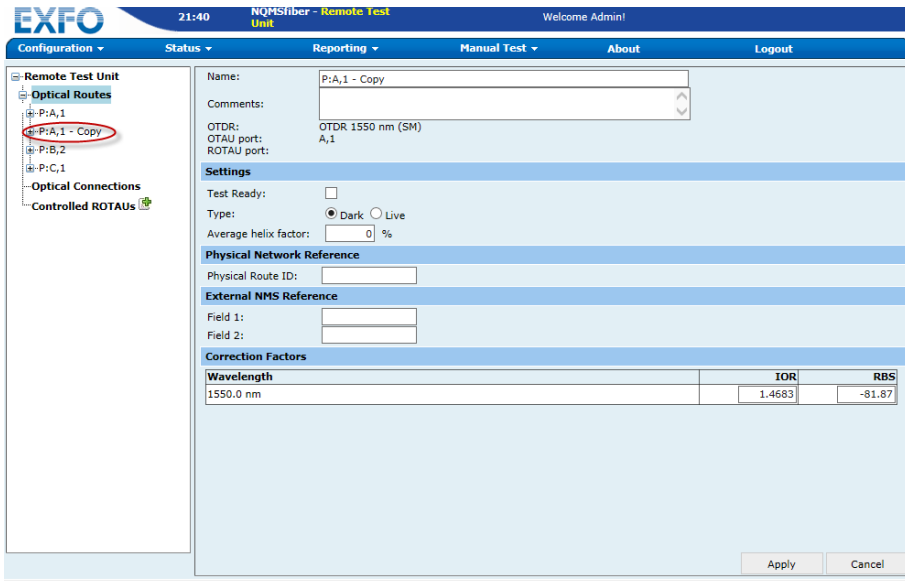 EXFO
21:40
NQMSfiber - Remote Test
Unit
Welcome Admin!
Configuration
Status
Reporting
Manual Test
About
Logout
Remote Test Unit
Optical Routes
P:A,1
P:A,1 - Copy
P:B,2
P:C,1
Optical Connections
Controlled ROTAUs
Name: P:A,1 - Copy
Comments:
OTDR: OTDR 1550 nm (SM)
OTAU port: A,1
ROTAU port:
Settings
Test Ready:
Type: Dark Live
Average helix factor: 0 %
Physical Network Reference
Physical Route ID:
External NMS Reference
Field 1:
Field 2:
Correction Factors
Wavelength IOR RBS
1550.0 nm 1.4683 -81.87
Apply Cancel